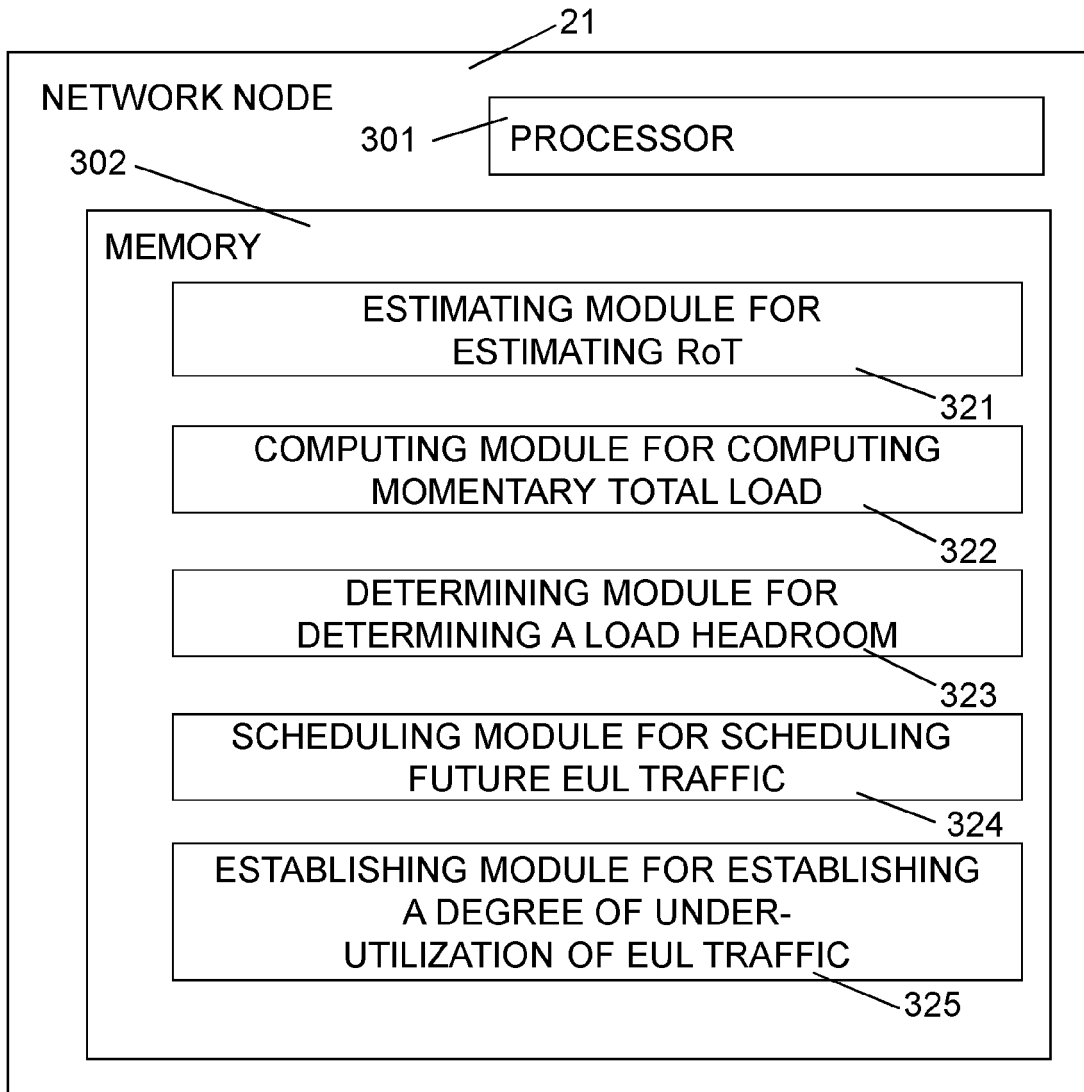 21
NETWORK NODE
301
PROCESSOR
302
MEMORY
ESTIMATING MODULE FOR
ESTIMATING RoT
321
COMPUTING MODULE FOR COMPUTING
MOMENTARY TOTAL LOAD
322
DETERMINING MODULE FOR
DETERMINING A LOAD HEADROOM
323
SCHEDULING MODULE FOR SCHEDULING
FUTURE EUL TRAFFIC
324
ESTABLISHING MODULE FOR ESTABLISHING
A DEGREE OF UNDER-
UTILIZATION OF EUL TRAFFIC
325